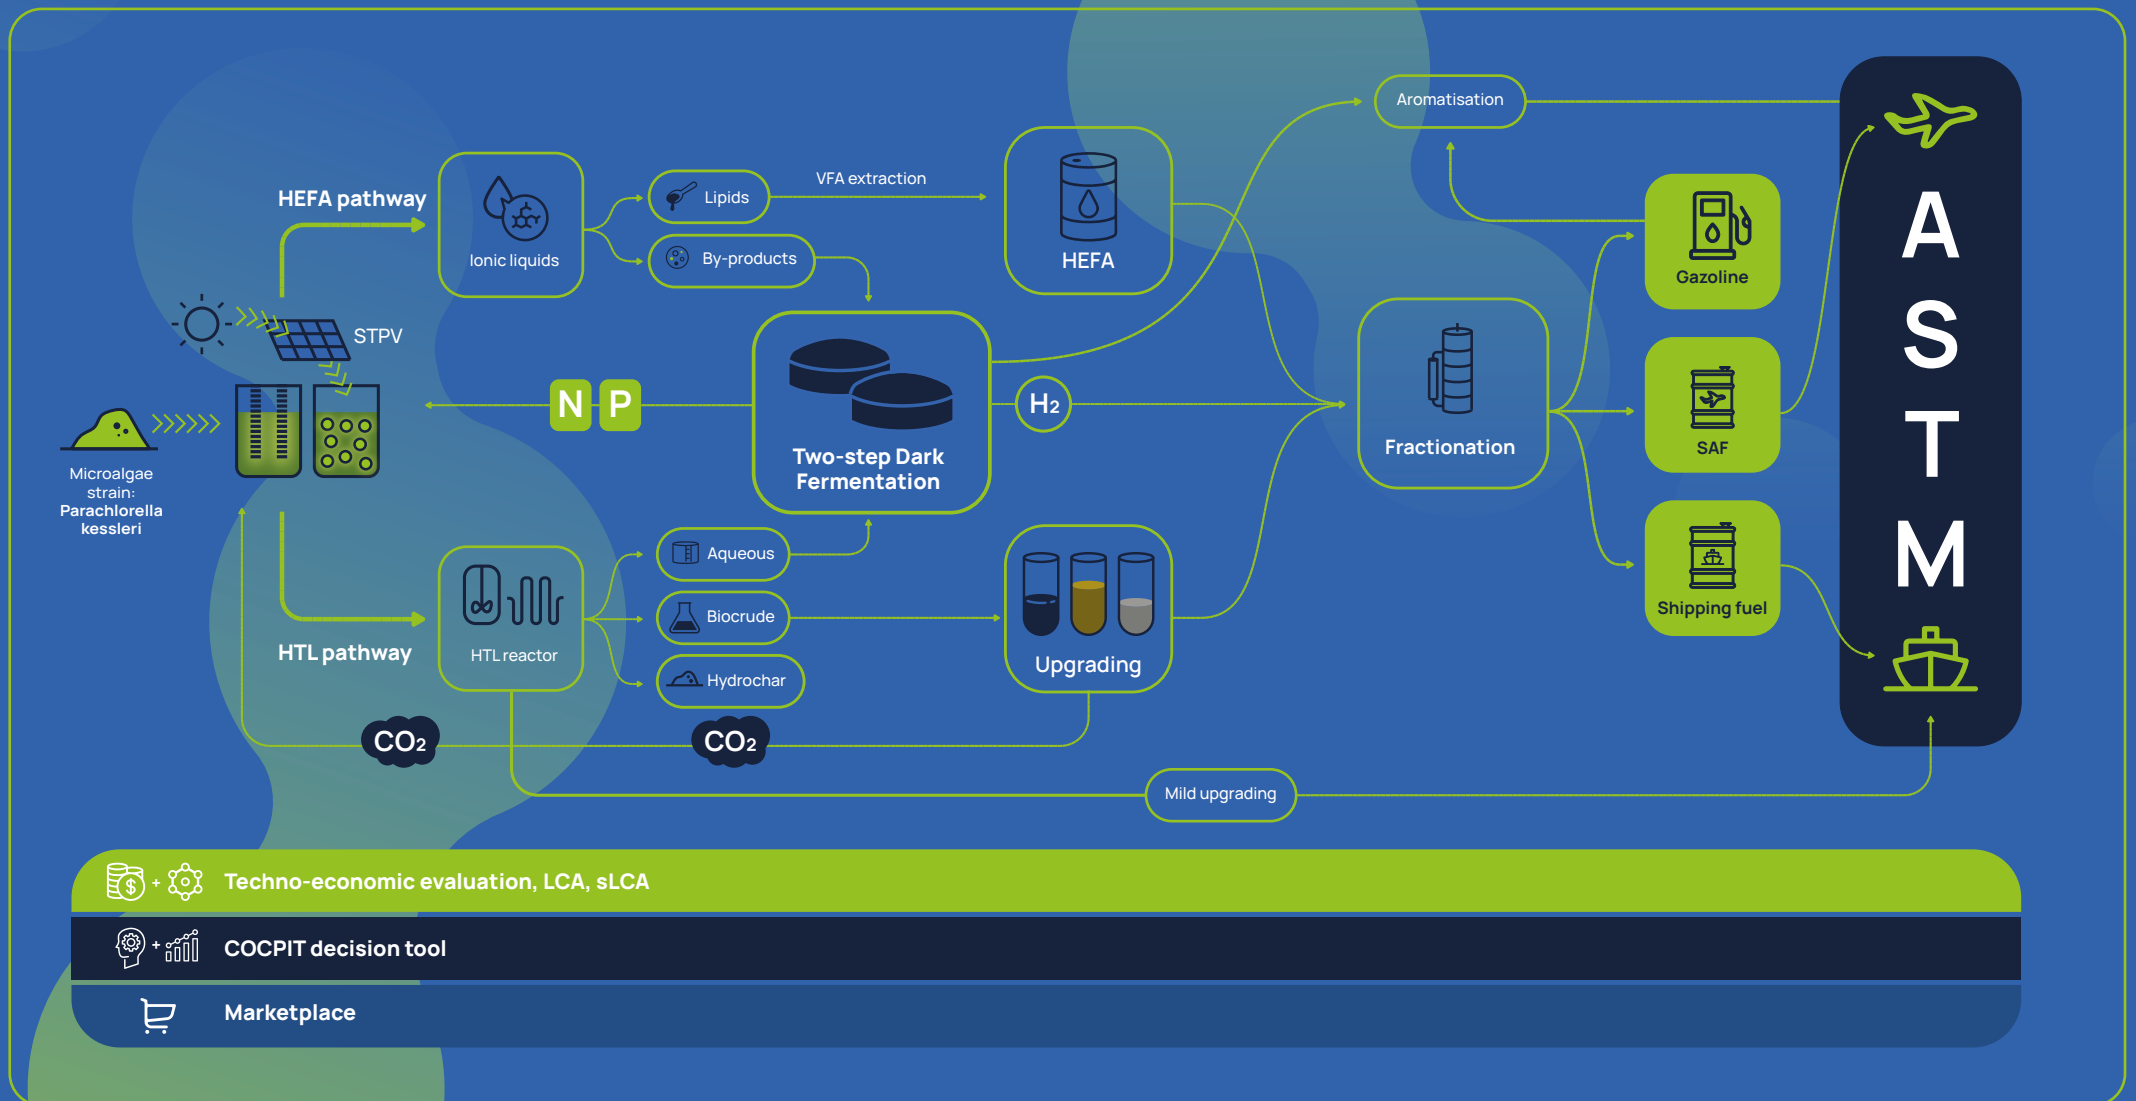 Aromatisation
HEFA pathway
Ionic liquids
Lipids
VFA extraction
By-products
HEFA
Gazoline
STPV
N P
H2
Two-step Dark
Fermentation
Fractionation
SAF
Microalgae
strain:
Parachlorella
kessleri
Aqueous
Biocrude
Hydrochar
HTL pathway
HTL reactor
Upgrading
Shipping fuel
A
S
T
M
CO2
CO2
Mild upgrading
$ + Techno-economic evaluation, LCA, sLCA
+ COCPIT decision tool
Marketplace